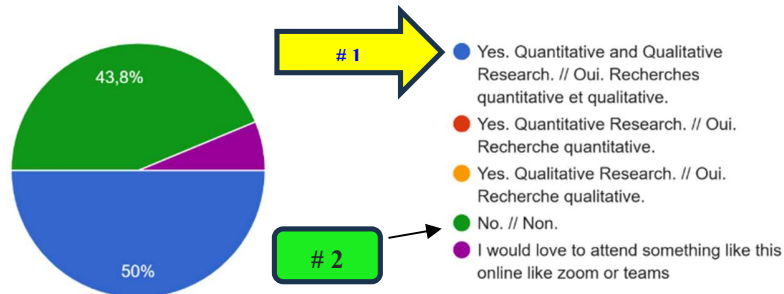 # 1
43,8%
50%
# 2
Yes. Quantitative and Qualitative
Research. // Oui. Recherches
quantitative et qualitative.
Yes. Quantitative Research. // Oui.
Recherche quantitative.
Yes. Qualitative Research. // Oui.
Recherche qualitative.
No. // Non.
I would love to attend something like this
online like zoom or teams